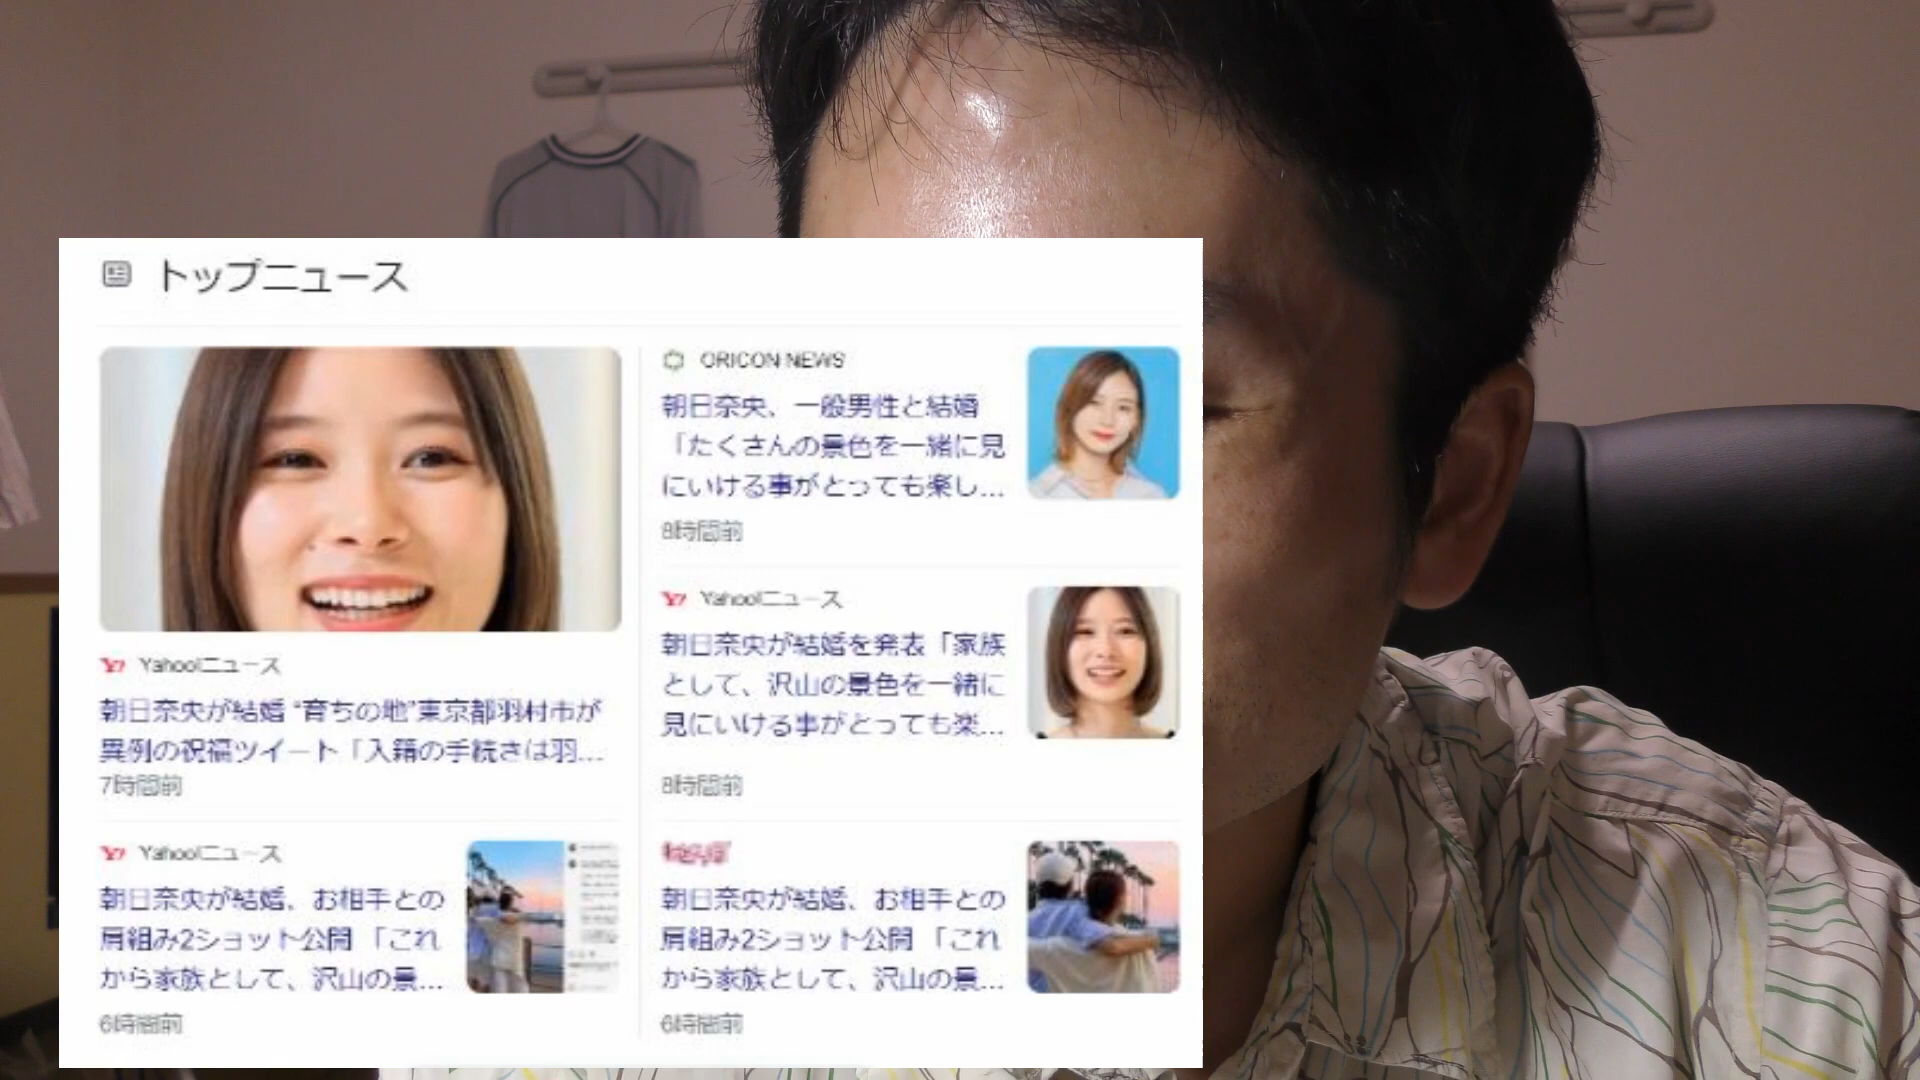 トップニュース
Yahoo!ニュース
朝日奈央が結婚 “育ちの地”東京都羽村市が
異例の祝福ツイート「入籍の手続きは羽...
7時間前
Yahoo!ニュース
朝日奈央が結婚、お相手との
肩組み2ショット公開 「これ
から家族として、沢山の景...
6時間前
ORICON NEWS
朝日奈央、一般男性と結婚
「たくさんの景色を一緒に見
にいける事がとっても楽し...
8時間前
Yahoo!ニュース
朝日奈央が結婚を発表「家族
として、沢山の景色を一緒に
見にいける事がとっても楽...
8時間前
朝日奈央が結婚、お相手との
肩組み2ショット公開 「これ
から家族として、沢山の景...
6時間前